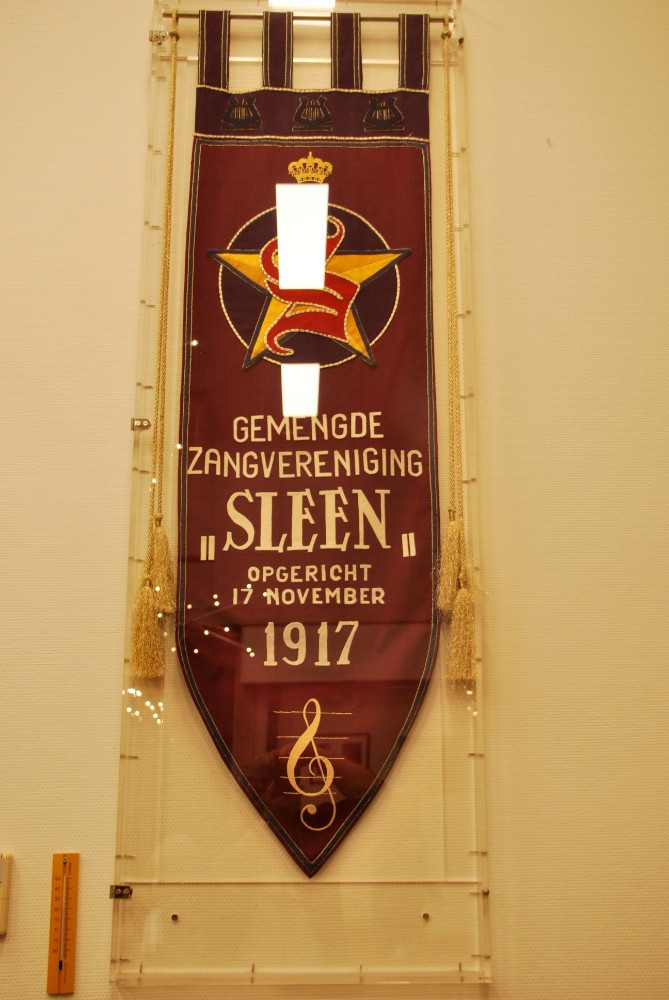 S
GEMENGDE
ZANGVERENIGING
"SLEEN"
OPGERICHT
17 NOVEMBER
1917